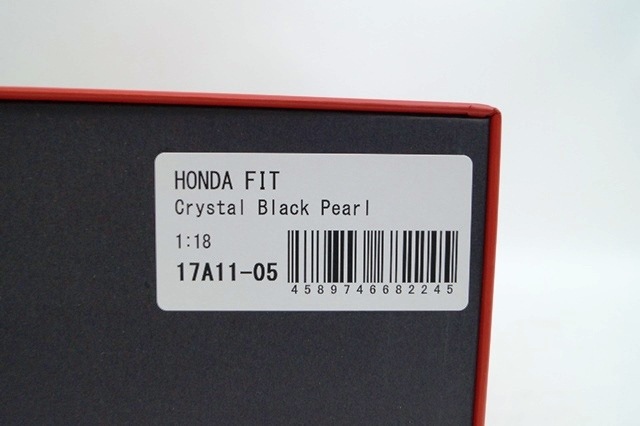 HONDA FIT
Crystal Black Pearl
1:18
17A11-05
4589746682245